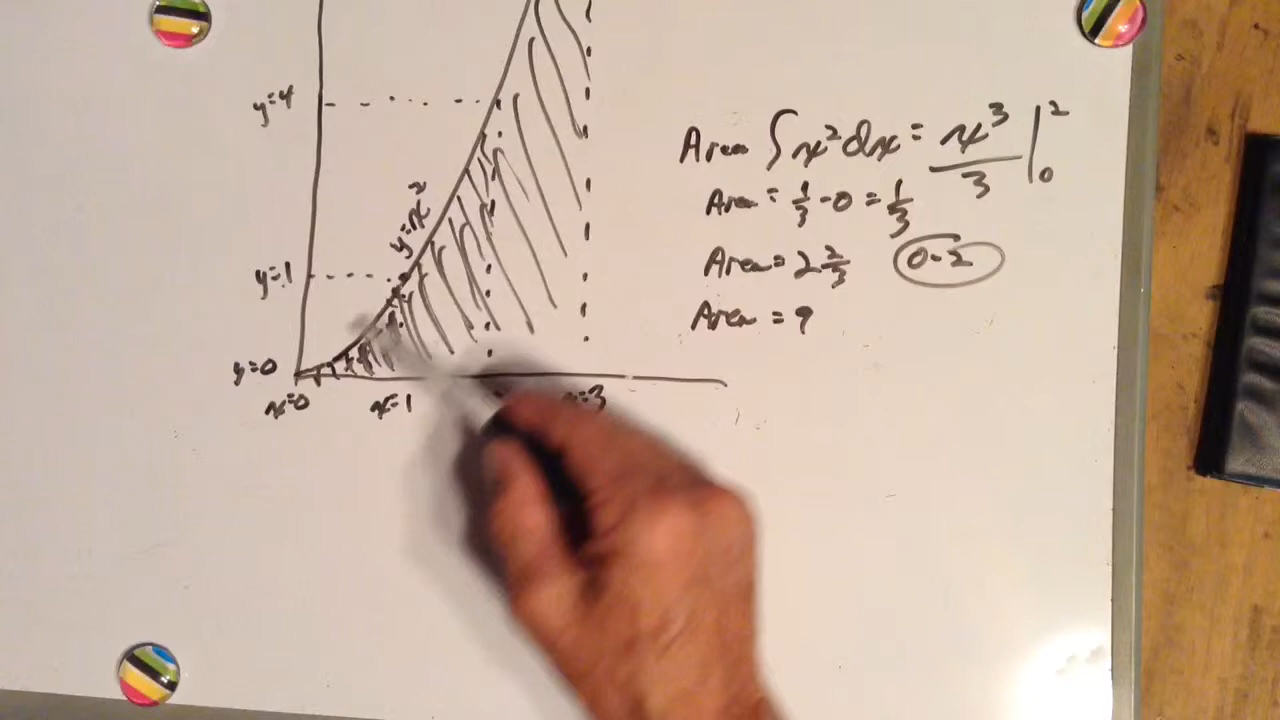 y=4
y=x²
y=1
y=0
x=0
x=1
=3
Area ∫x²dx = x³/3 |₀²
Area = 1/3 - 0 = 1/3
Area = 2 2/3 0-2
Area = 9